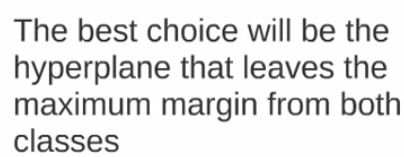 The best choice will be the
hyperplane that leaves the
maximum margin from both
classes